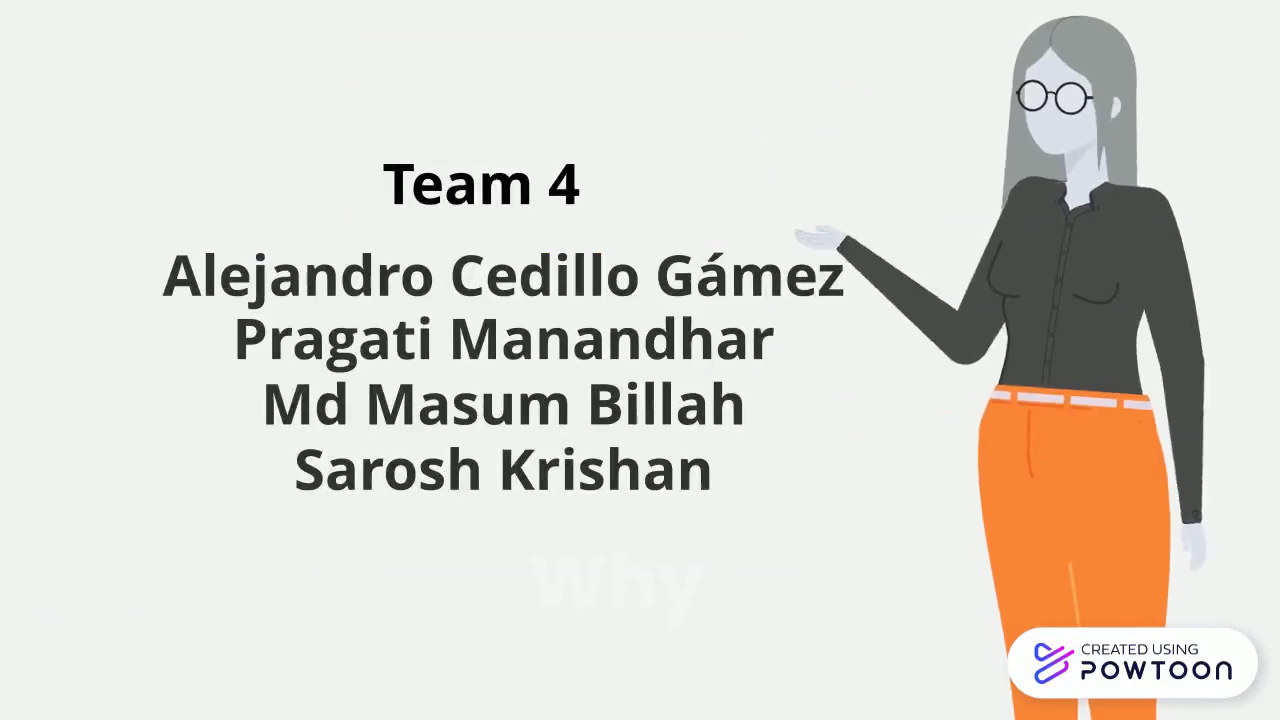 Team 4
Alejandro Cedillo Gámez
Pragati Manandhar
Md Masum Billah
Sarosh Krishan
Why
CREATED USING
POWTOON